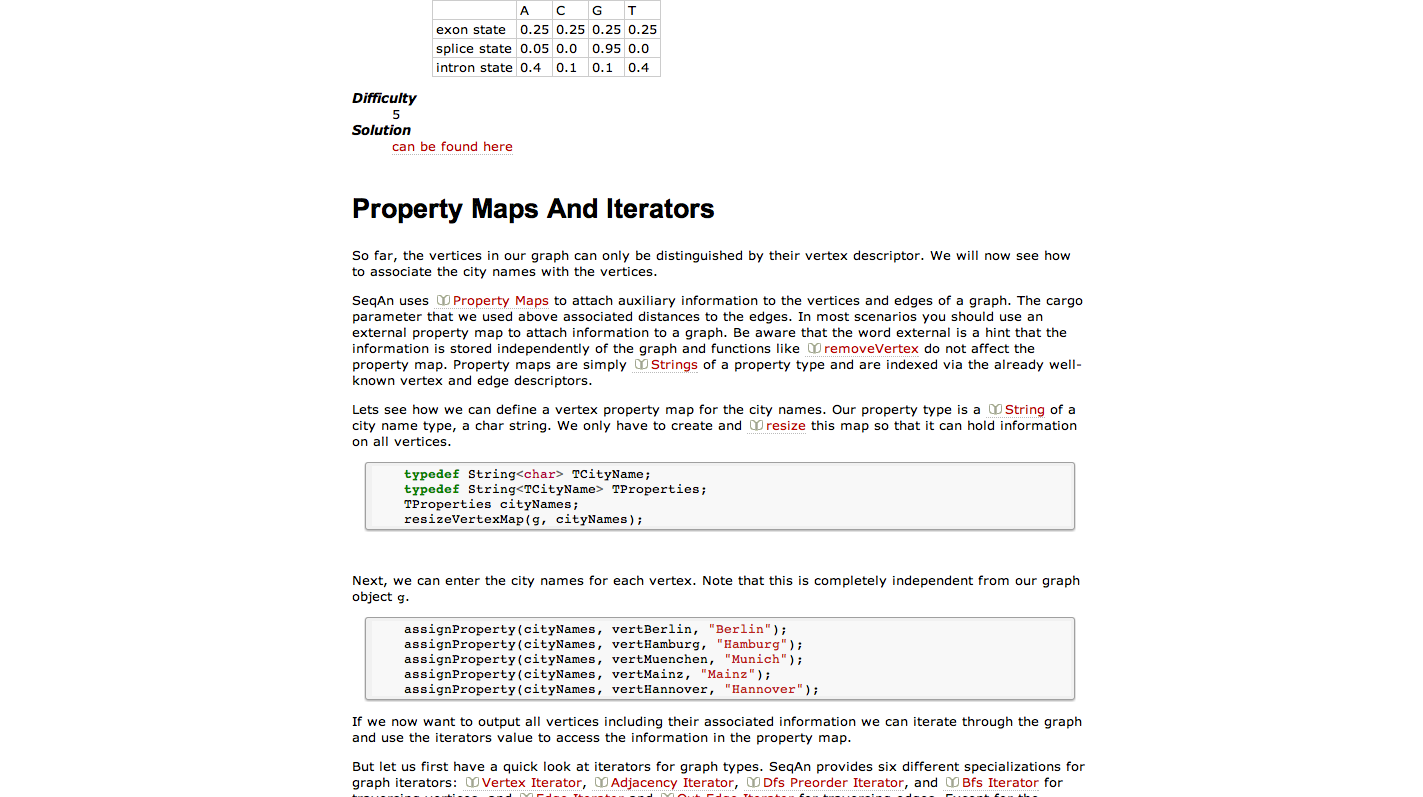 A C G T
exon state 0.25 0.25 0.25 0.25
splice state 0.05 0.0 0.95 0.0
intron state 0.4 0.1 0.1 0.4
Difficulty
5
Solution
can be found here
Property Maps And Iterators
So far, the vertices in our graph can only be distinguished by their vertex descriptor. We will now see how
to associate the city names with the vertices.
SeqAn uses Property Maps to attach auxiliary information to the vertices and edges of a graph. The cargo
parameter that we used above associated distances to the edges. In most scenarios you should use an
external property map to attach information to a graph. Be aware that the word external is a hint that the
information is stored independently of the graph and functions like removeVertex do not affect the
property map. Property maps are simply Strings of a property type and are indexed via the already well-
known vertex and edge descriptors.
Lets see how we can define a vertex property map for the city names. Our property type is a String of a
city name type, a char string. We only have to create and resize this map so that it can hold information
on all vertices.
typedef String<char> TCityName;
typedef String<TCityName> TProperties;
TProperties cityNames;
resizeVertexMap(g, cityNames);
Next, we can enter the city names for each vertex. Note that this is completely independent from our graph
object g.
assignProperty(cityNames, vertBerlin, "Berlin");
assignProperty(cityNames, vertHamburg, "Hamburg");
assignProperty(cityNames, vertMuenchen, "Munich");
assignProperty(cityNames, vertMainz, "Mainz");
assignProperty(cityNames, vertHannover, "Hannover");
If we now want to output all vertices including their associated information we can iterate through the graph
and use the iterators value to access the information in the property map.
But let us first have a quick look at iterators for graph types. SeqAn provides six different specializations for
graph iterators: Vertex Iterator, Adjacency Iterator, Dfs Preorder Iterator, and Bfs Iterator for
traversing vertices, and Edge Iterator and Out-Edge Iterator for traversing edges. Except for the